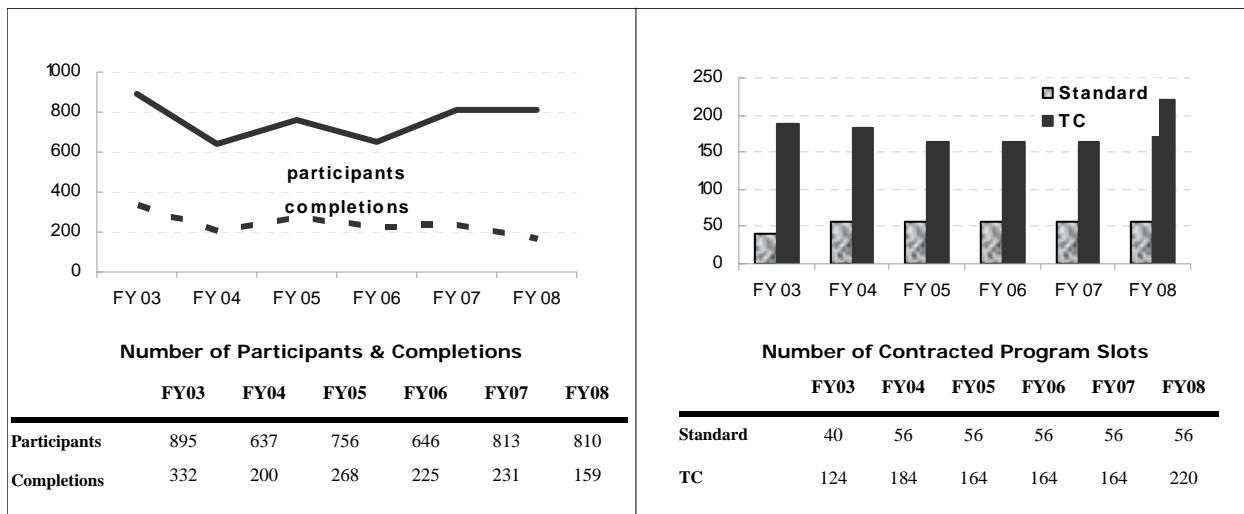 1000
800
600
400
200
0
participants
completions
FY 03 FY 04 FY 05 FY 06 FY 07 FY 08
Number of Participants & Completions
FY03 FY04 FY05 FY06 FY07 FY08
Participants 895 637 756 646 813 810
Completions 332 200 268 225 231 159
250
200
150
100
50
0
Standard
TC
FY 03 FY 04 FY 05 FY 06 FY 07 FY 08
Number of Contracted Program Slots
FY03 FY04 FY05 FY06 FY07 FY08
Standard 40 56 56 56 56 56
TC 124 184 164 164 164 220